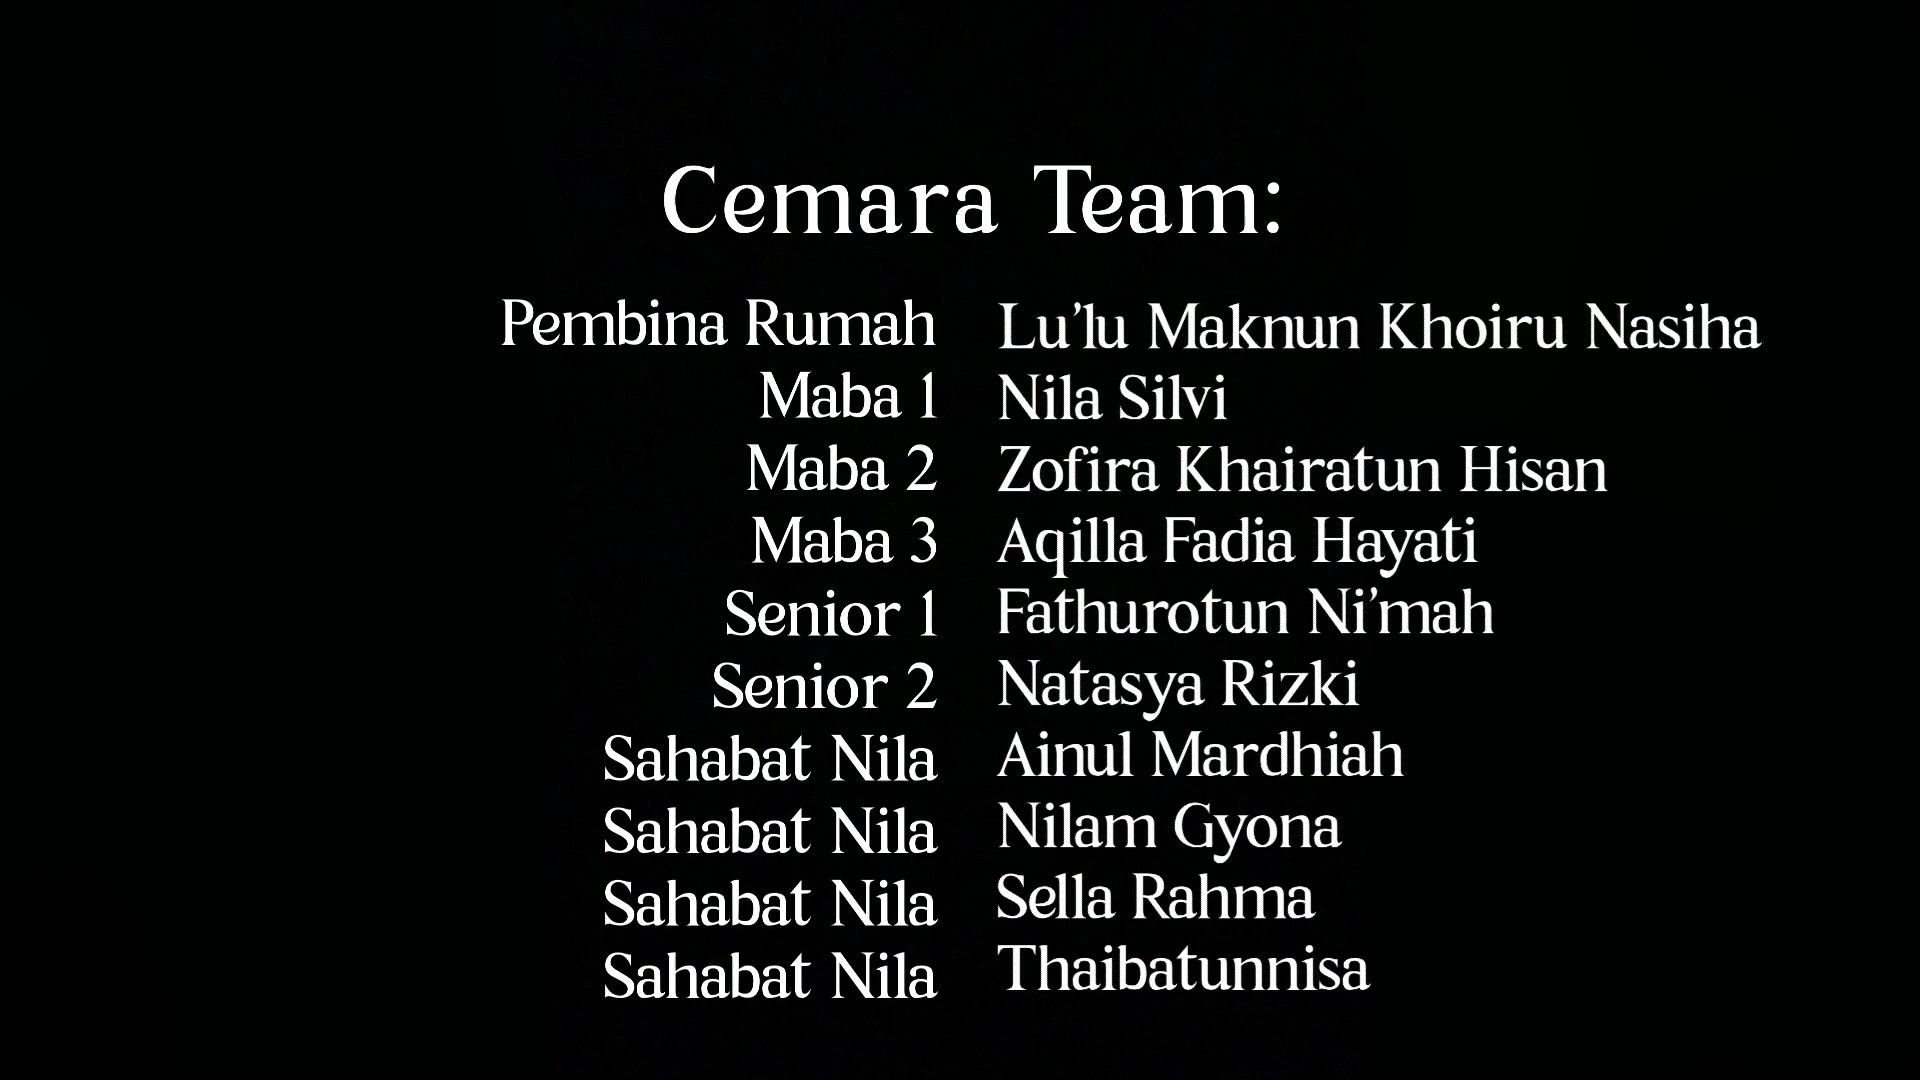 Cemara Team:
Pembina Rumah Lu'lu Maknun Khoiru Nasiha
Maba 1 Nila Silvi
Maba 2 Zofira Khairatun Hisan
Maba 3 Aqilla Fadia Hayati
Senior 1 Fathurotun Ni'mah
Senior 2 Natasya Rizki
Sahabat Nila Ainul Mardhiah
Sahabat Nila Nilam Gyona
Sahabat Nila Sella Rahma
Sahabat Nila Thaibatunnisa